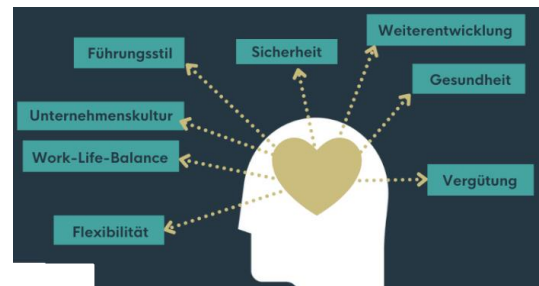 Weiterentwicklung
Führungsstil
Sicherheit
Gesundheit
Unternehmenskultur
Work-Life-Balance
Vergütung
Flexibilität